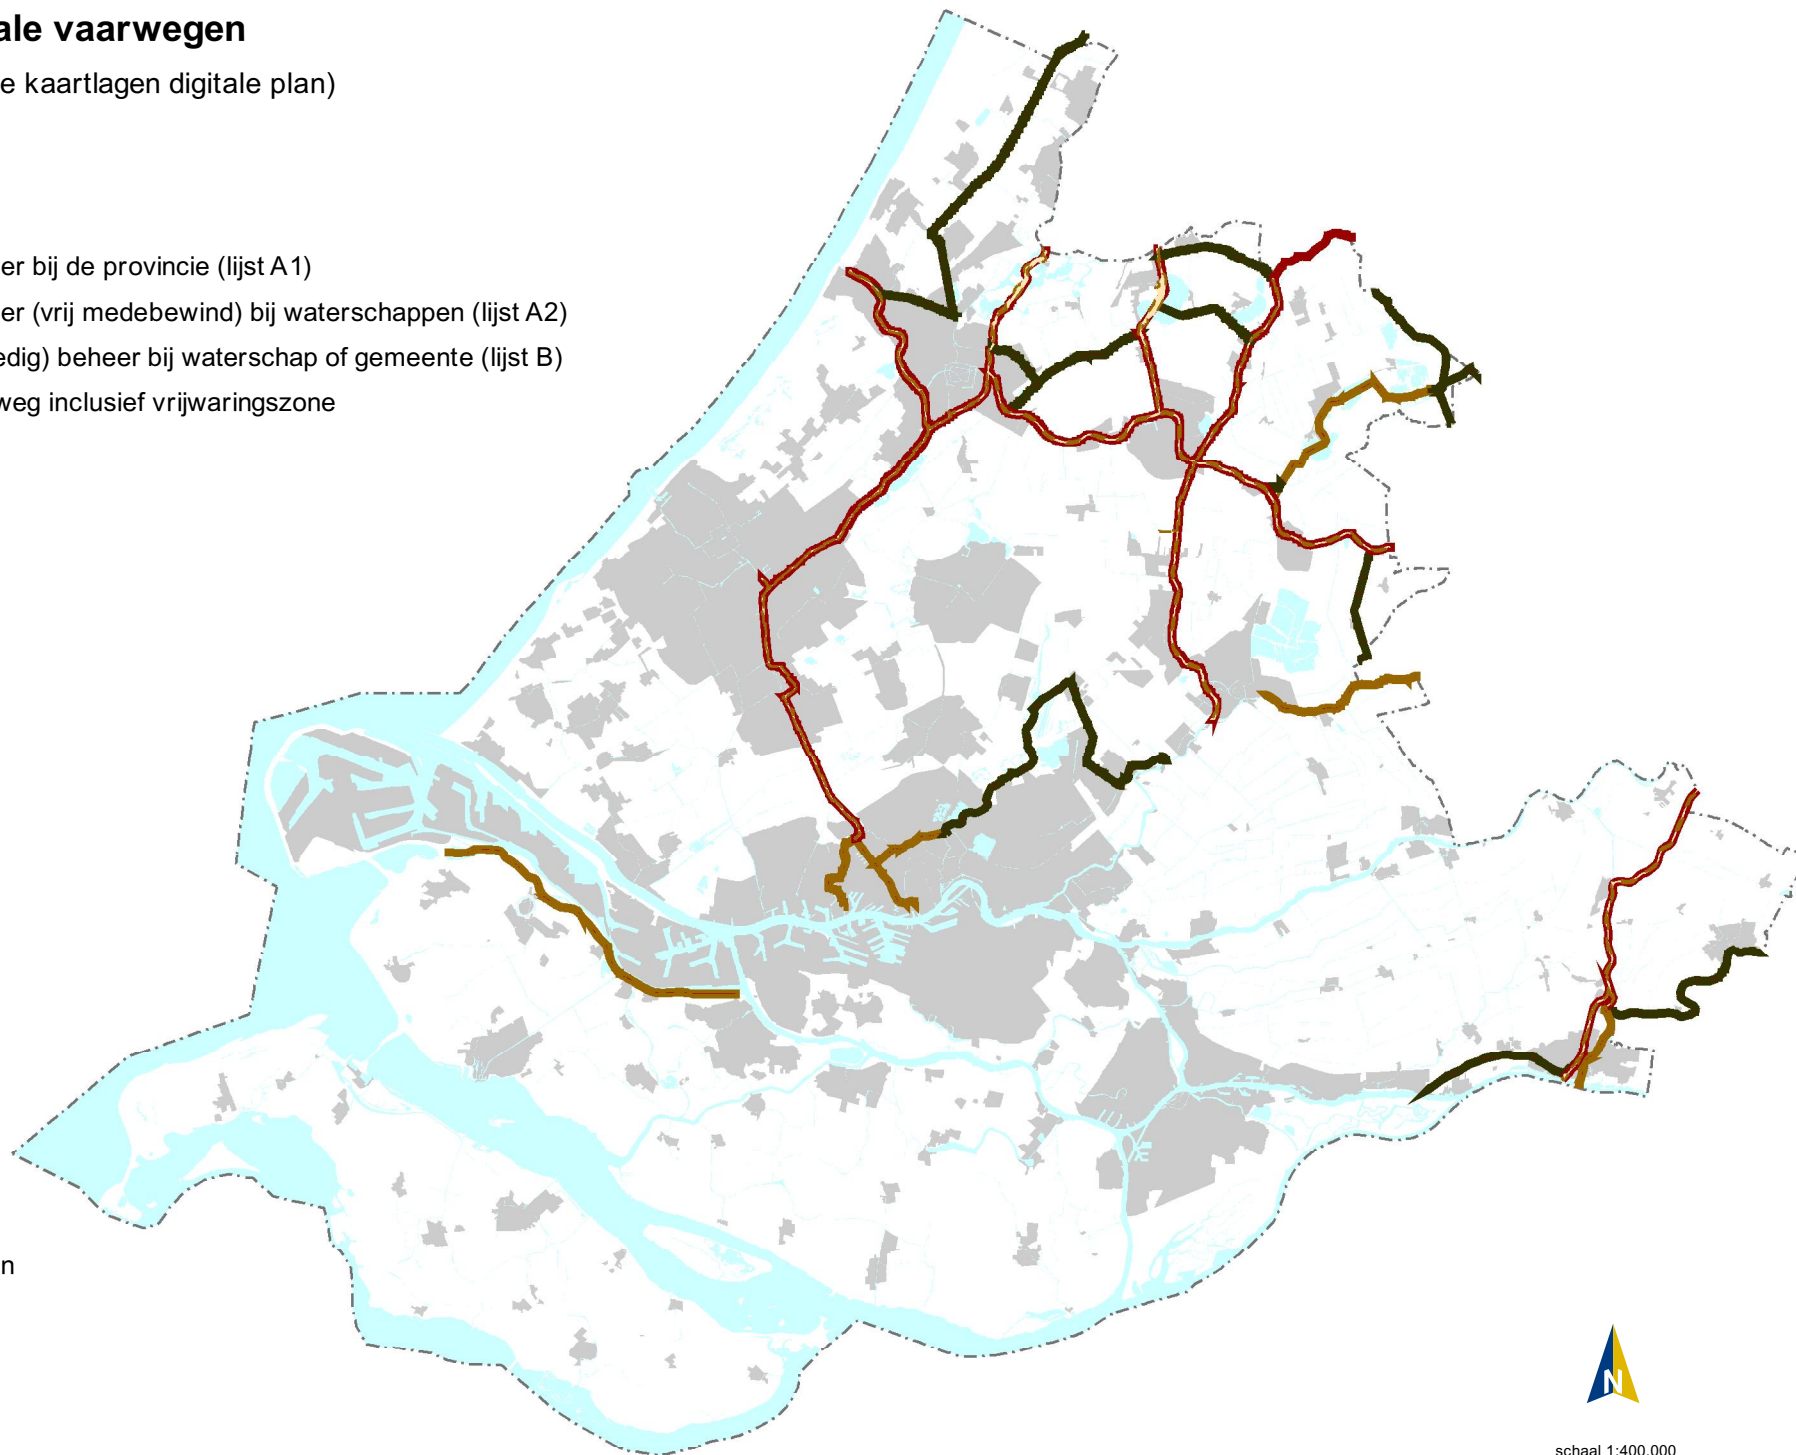 ale vaarwegen
e kaartlagen digitale plan)
er bij de provincie (lijst A1)
er (vrij medebewind) bij waterschappen (lijst A2)
edig) beheer bij waterschap of gemeente (lijst B)
weg inclusief vrijwaringszone
n
N
schaal 1:400.000